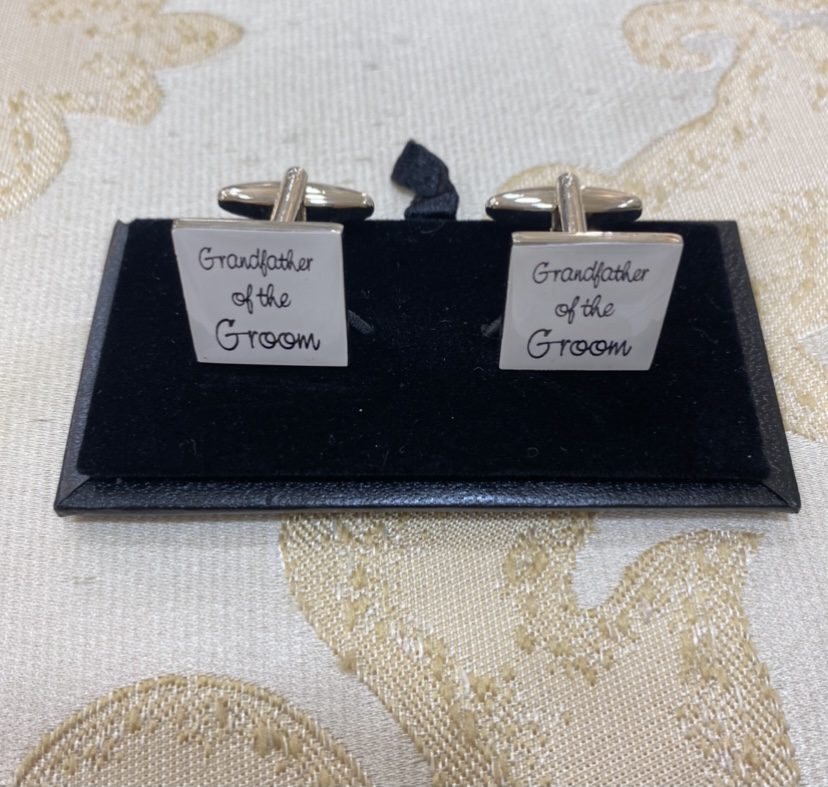 Grandfather
of the
Groom
Grandfather
of the
Groom